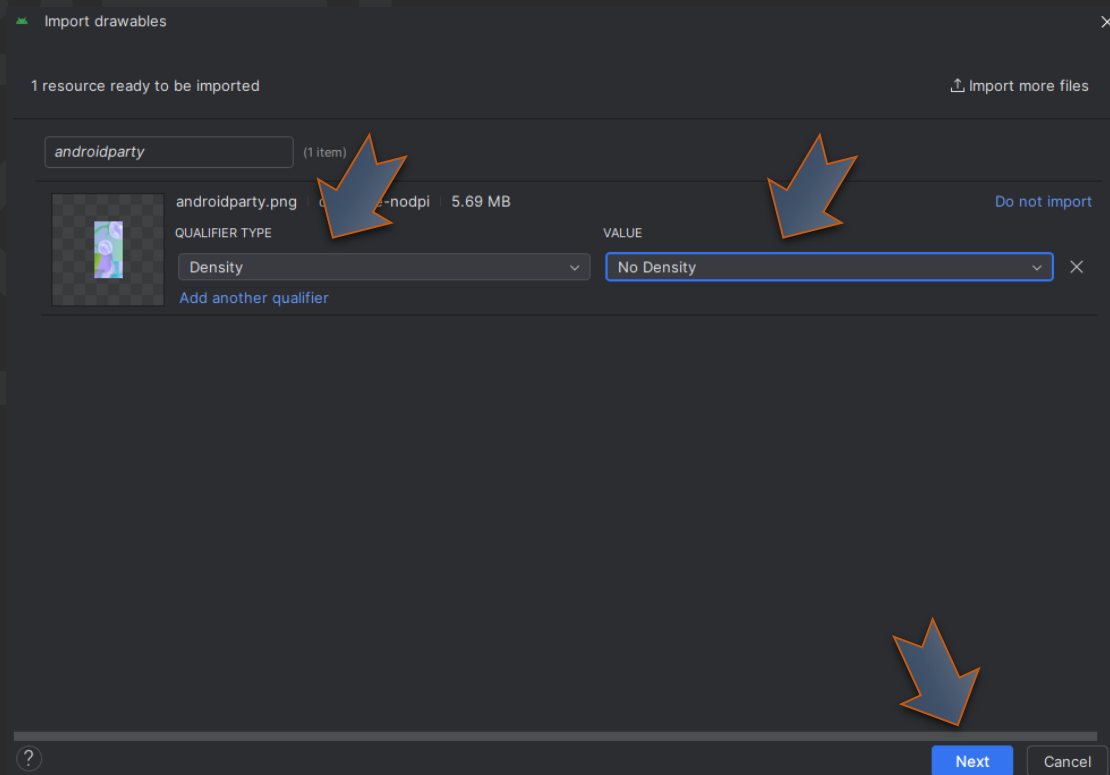 Import drawables
1 resource ready to be imported
Import more files
androidparty (1 item)
androidparty.png -nodpi 5.69 MB Do not import
QUALIFIER TYPE VALUE
Density No Density
Add another qualifier
?
Next Cancel